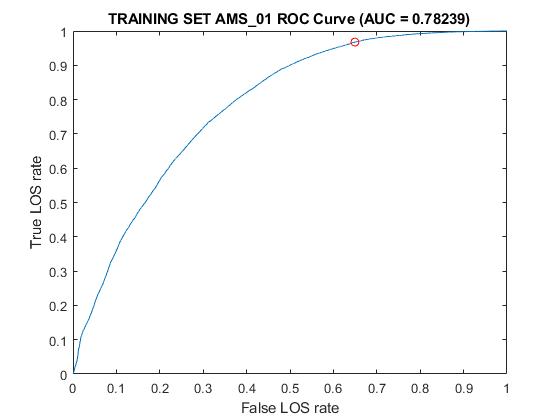 TRAINING SET AMS_01 ROC Curve (AUC = 0.78239)
1
0.9
0.8
0.7
0.6
0.5
0.4
0.3
0.2
0.1
0
True LOS rate
0 0.1 0.2 0.3 0.4 0.5 0.6 0.7 0.8 0.9 1
False LOS rate